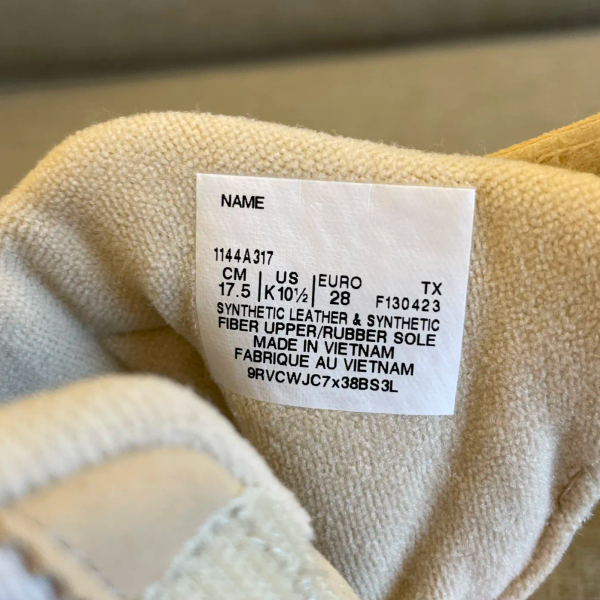 NAME
1144A317
CM US EURO TX
17.5 K10½ 28 F130423
SYNTHETIC LEATHER & SYNTHETIC
FIBER UPPER/RUBBER SOLE
MADE IN VIETNAM
FABRIQUE AU VIETNAM
9RVCWJC7x38BS3L